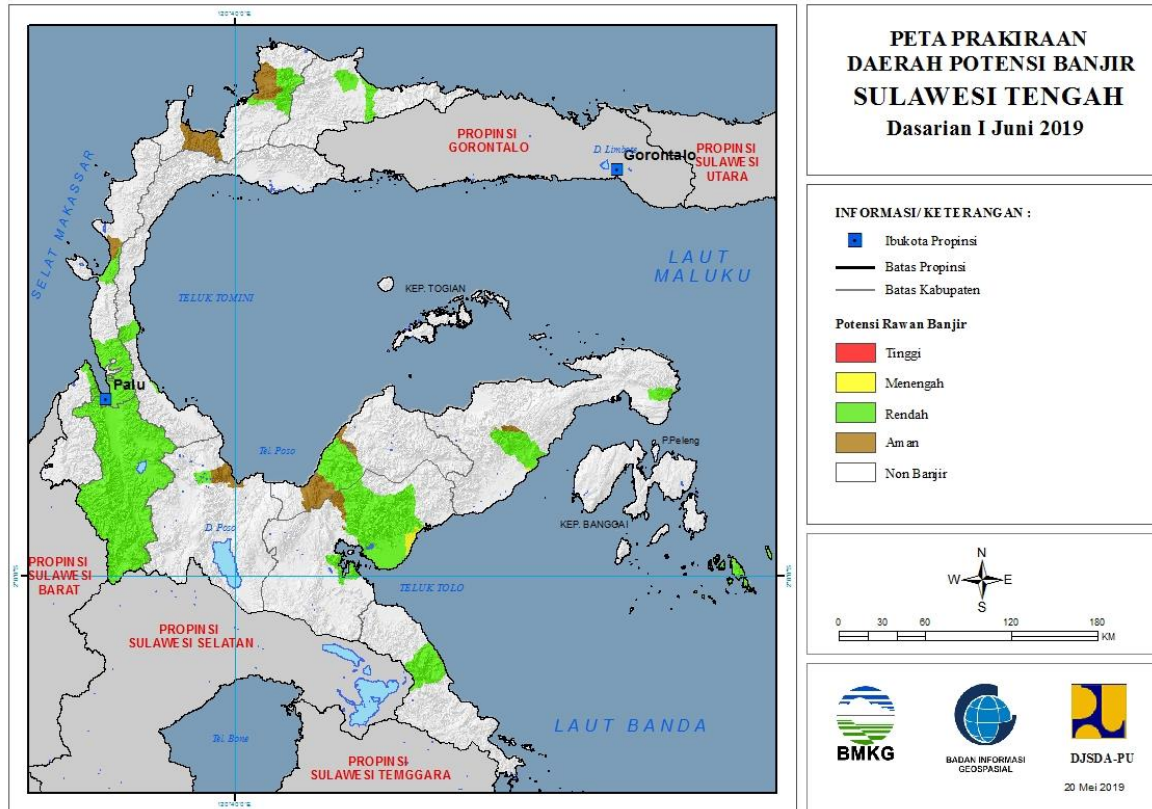 PETA PRAKIRAAN
DAERAH POTENSI BANJIR
SULAWESI TENGAH
Dasarian I Juni 2019
INFORMASI/ KETERANGAN :
Ibukota Propinsi
Batas Propinsi
Batas Kabupaten
Potensi Rawan Banjir
Tinggi
Menengah
Rendah
Aman
Non Banjir
N
W
E
S
0 30 60 120 180
KM
BMKG
BADAN INFORMASI
GEOSPASIAL
DJSDA-PU
20 Mei 2019
PROPINSI
GORONTALO
D. Limboto
Gorontalo
PROPINSI
SULAWESI
UTARA
SELAT MAKASSAR
LAUT
MALUKU
TELUK TOMINI
KEP. TOGIAN
Palu
Tel. Poso
P.Peleng
KEP. BANGGAI
D. Poso
PROPINSI
SULAWESI
BARAT
TELUK TOLO
PROPINSI
SULAWESI SELATAN
LAUT BANDA
Tel. Bone
PROPINSI
SULAWESI TEMGGARA